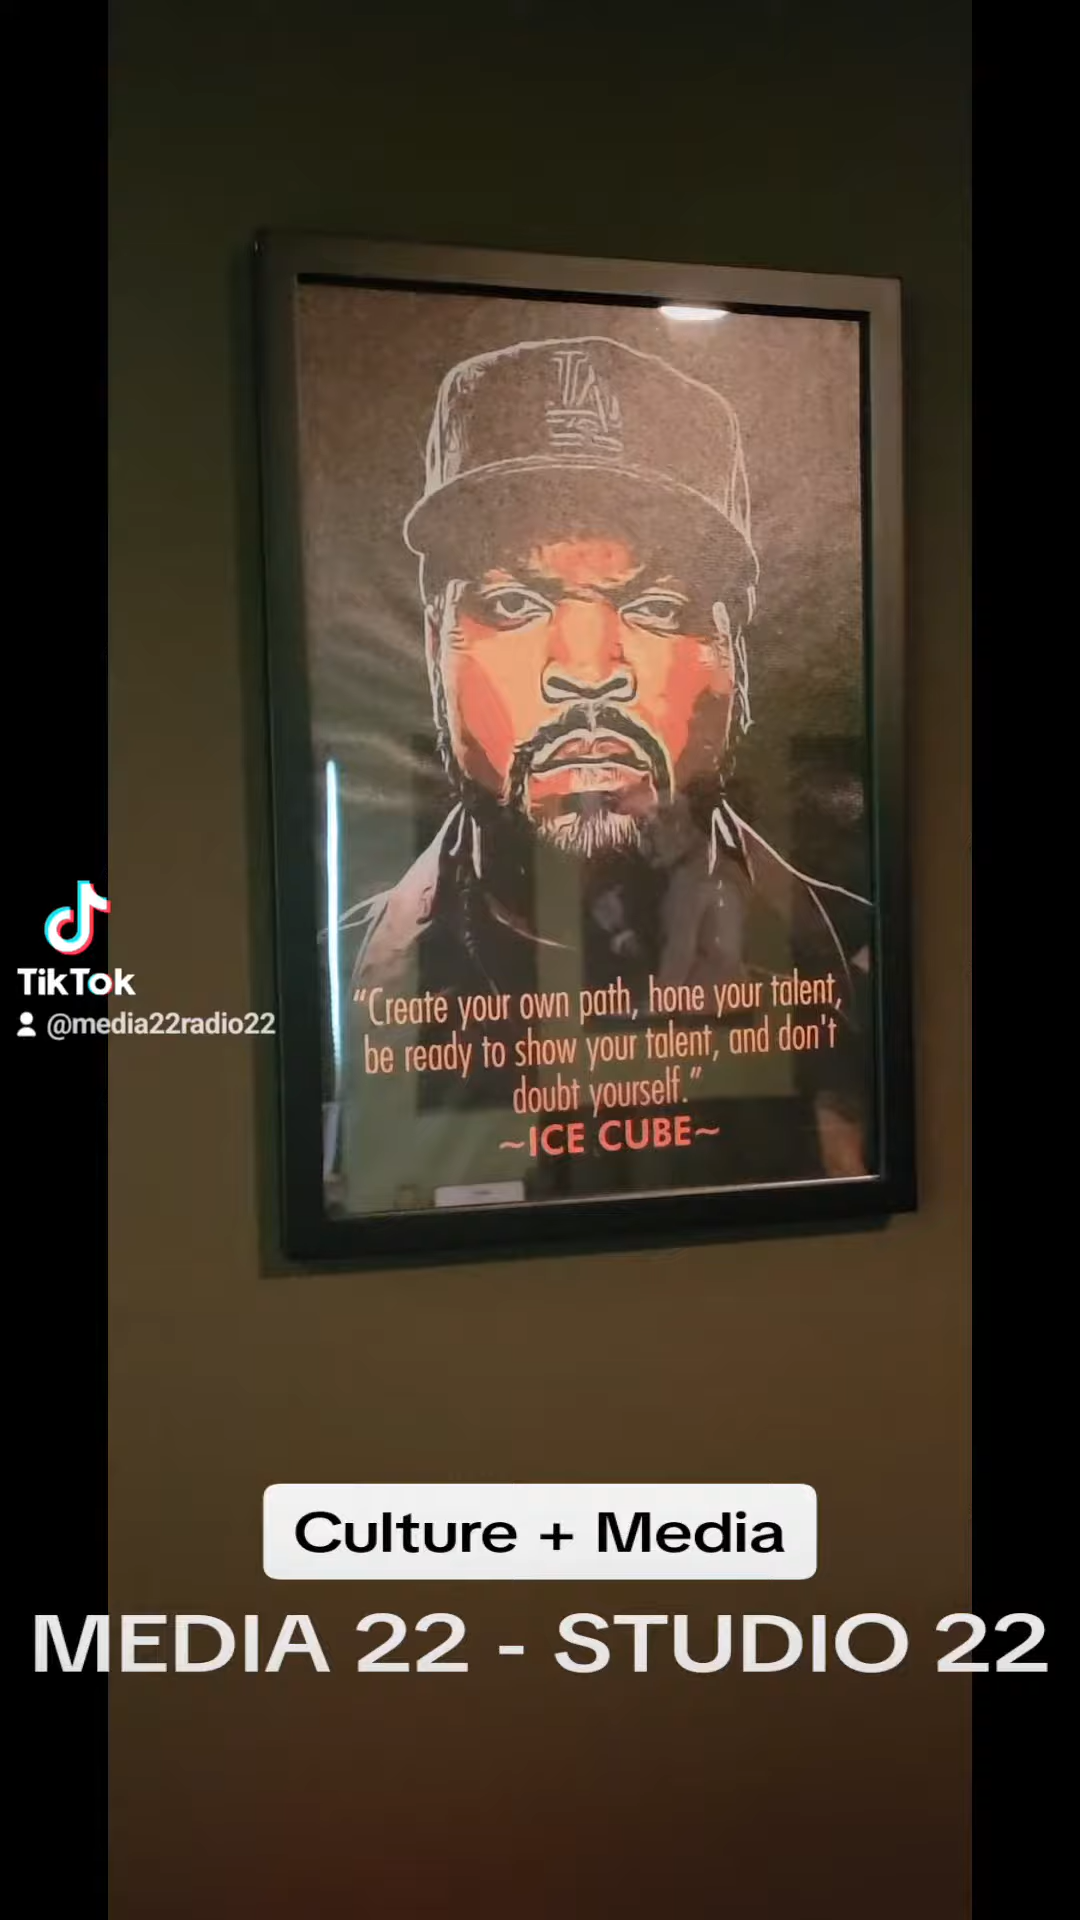 LA
TikTok
@media22radio22
“Create your own path, hone your talent,
be ready to show your talent, and don't
doubt yourself.”
~ICE CUBE~
Culture + Media
MEDIA 22 - STUDIO 22